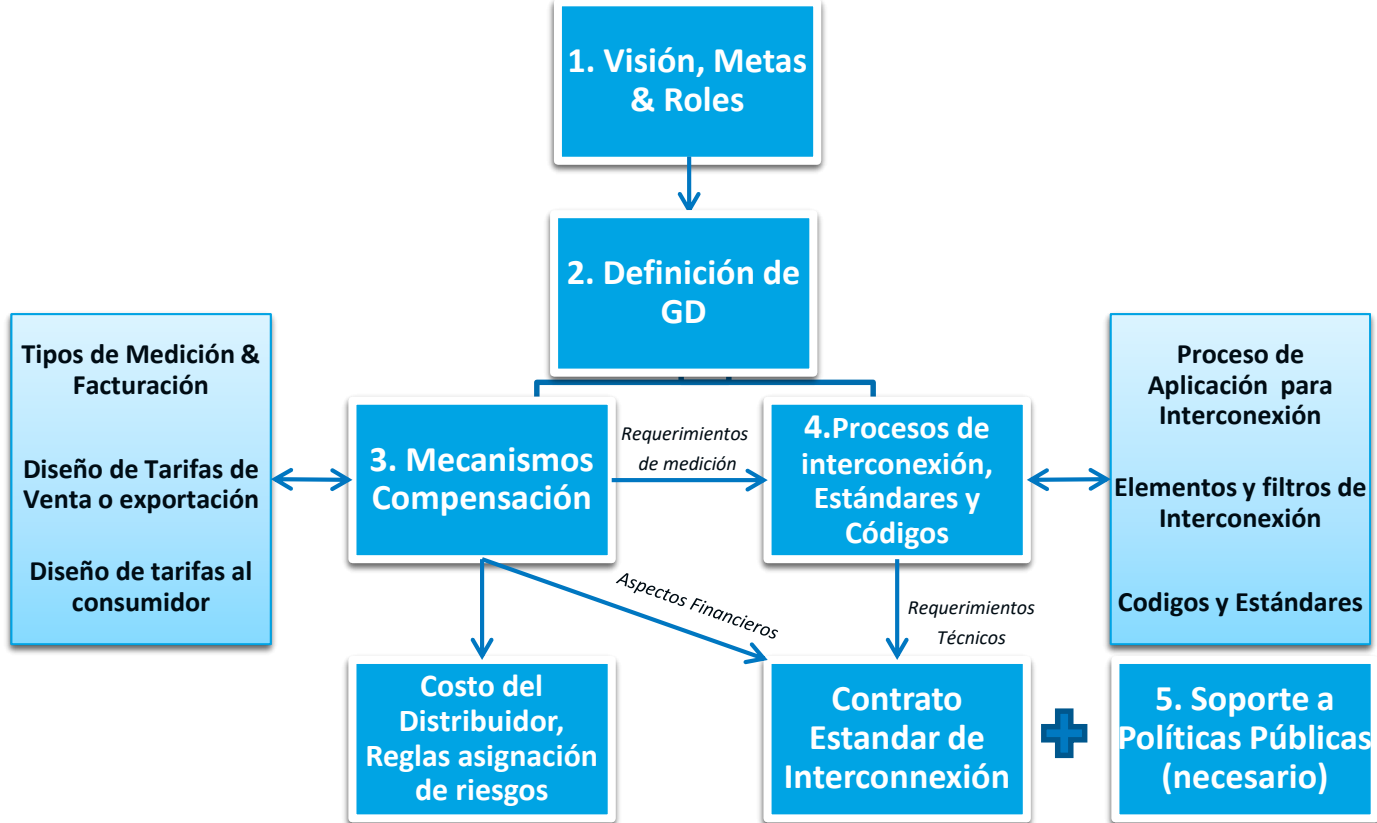 1. Visión, Metas
& Roles
2. Definición de
GD
Tipos de Medición &
Facturación
Diseño de Tarifas de
Venta o exportación
Diseño de tarifas al
consumidor
3. Mecanismos
Compensación
Requerimientos
de medición
4.Procesos de
interconexión,
Estándares y
Códigos
Proceso de
Aplicación para
Interconexión
Elementos y filtros de
Interconexión
Codigos y Estándares
Aspectos Financieros
Requerimientos
Técnicos
Costo del
Distribuidor,
Reglas asignación
de riesgos
Contrato
Estandar de
Interconnexión
5. Soporte a
Políticas Públicas
(necesario)